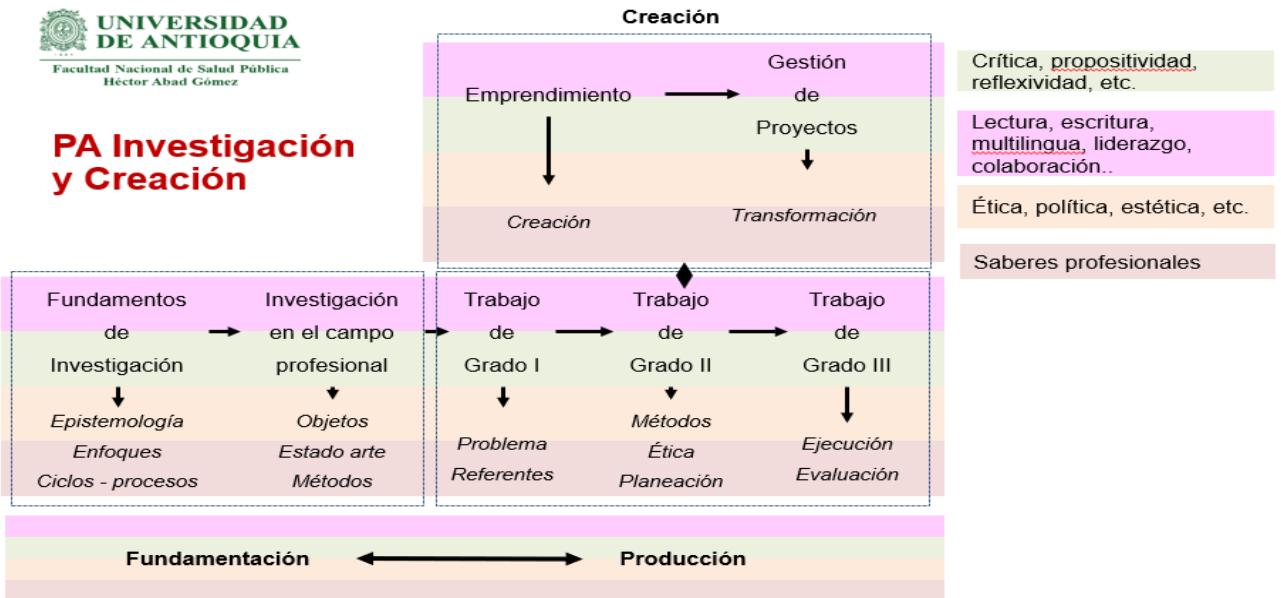 UNIVERSIDAD
DE ANTIOQUIA
Facultad Nacional de Salud Pública
Héctor Abad Gómez
PA Investigación
y Creación
Creación
Emprendimiento
Gestión
de
Proyectos
Creación
Transformación
Crítica, propositividad,
reflexividad, etc.
Lectura, escritura,
multilingua, liderazgo,
colaboración..
Ética, política, estética, etc.
Saberes profesionales
Fundamentos
de
Investigación
Epistemología
Enfoques
Ciclos - procesos
Investigación
en el campo
profesional
Objetos
Estado arte
Métodos
Trabajo
de
Grado I
Problema
Referentes
Trabajo
de
Grado II
Métodos
Ética
Planeación
Trabajo
de
Grado III
Ejecución
Evaluación
Fundamentación
Producción